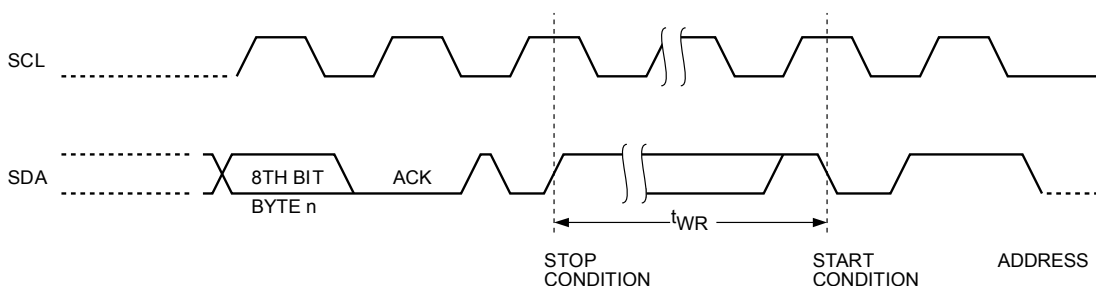 SCL
SDA
8TH BIT
ACK
BYTE n
tWR
STOP
CONDITION
START
CONDITION
ADDRESS